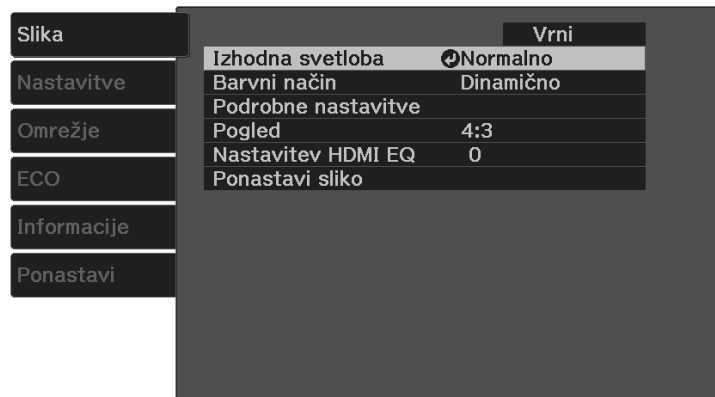 Slika
Nastavitve
Omrežje
ECO
Informacije
Ponastavi
Vrni
Izhodna svetloba Normalno
Barvni način Dinamično
Podrobne nastavitve
Pogled 4:3
Nastavitev HDMI EQ 0
Ponastavi sliko